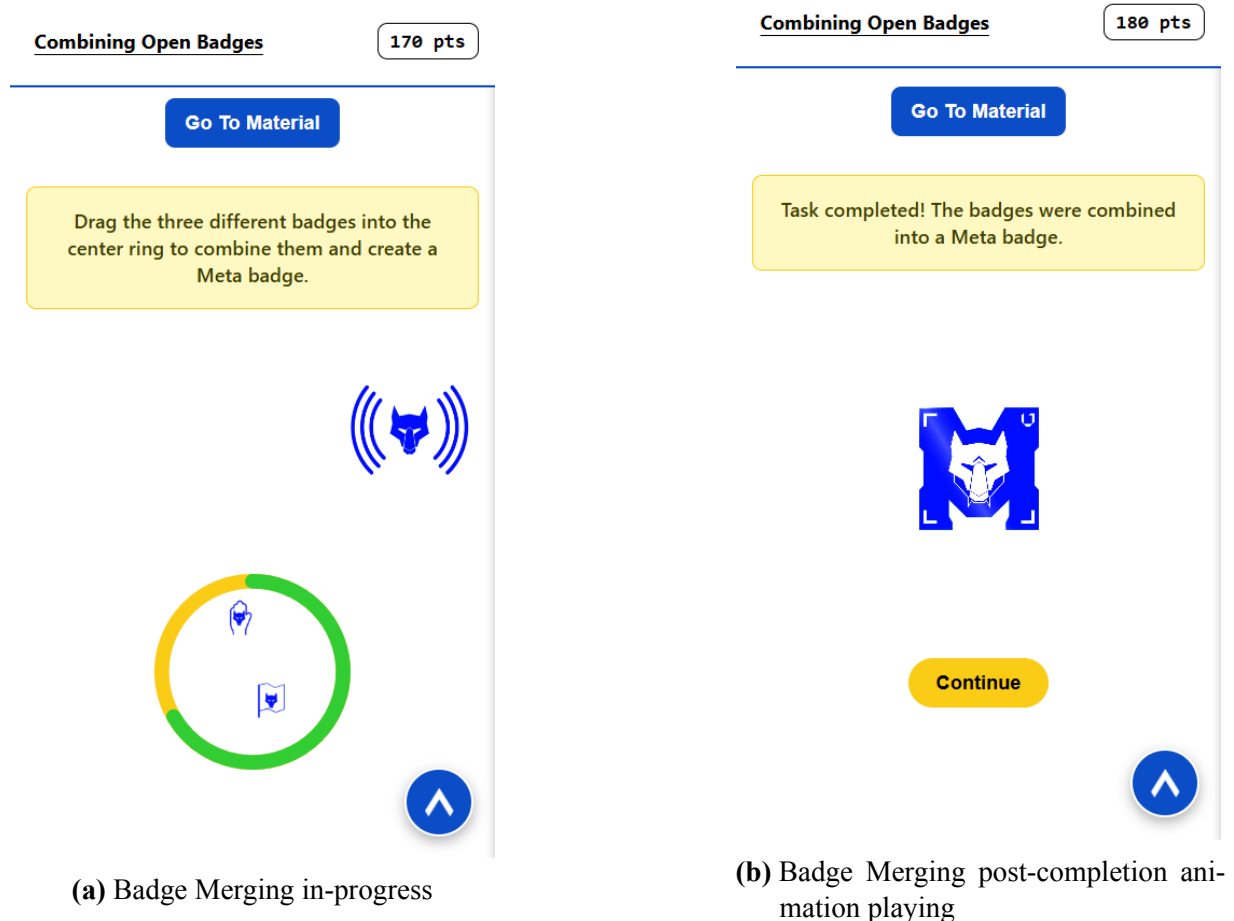 Combining Open Badges
170 pts
Go To Material
Drag the three different badges into the
center ring to combine them and create a
Meta badge.
(a) Badge Merging in-progress
Combining Open Badges
180 pts
Go To Material
Task completed! The badges were combined
into a Meta badge.
Continue
(b) Badge Merging post-completion ani-
mation playing